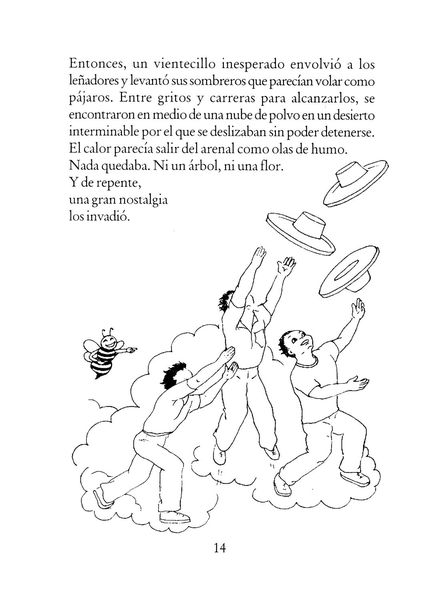 Entonces, un vientecillo inesperado envolvió a los
leñadores y levantó sus sombreros que parecían volar como
pájaros. Entre gritos y carreras para alcanzarlos, se
encontraron en medio de una nube de polvo en un desierto
interminable por el que se deslizaban sin poder detenerse.
El calor parecía salir del arenal como olas de humo.
Nada quedaba. Ni un árbol, ni una flor.
Y de repente,
una gran nostalgia
los invadió.
14